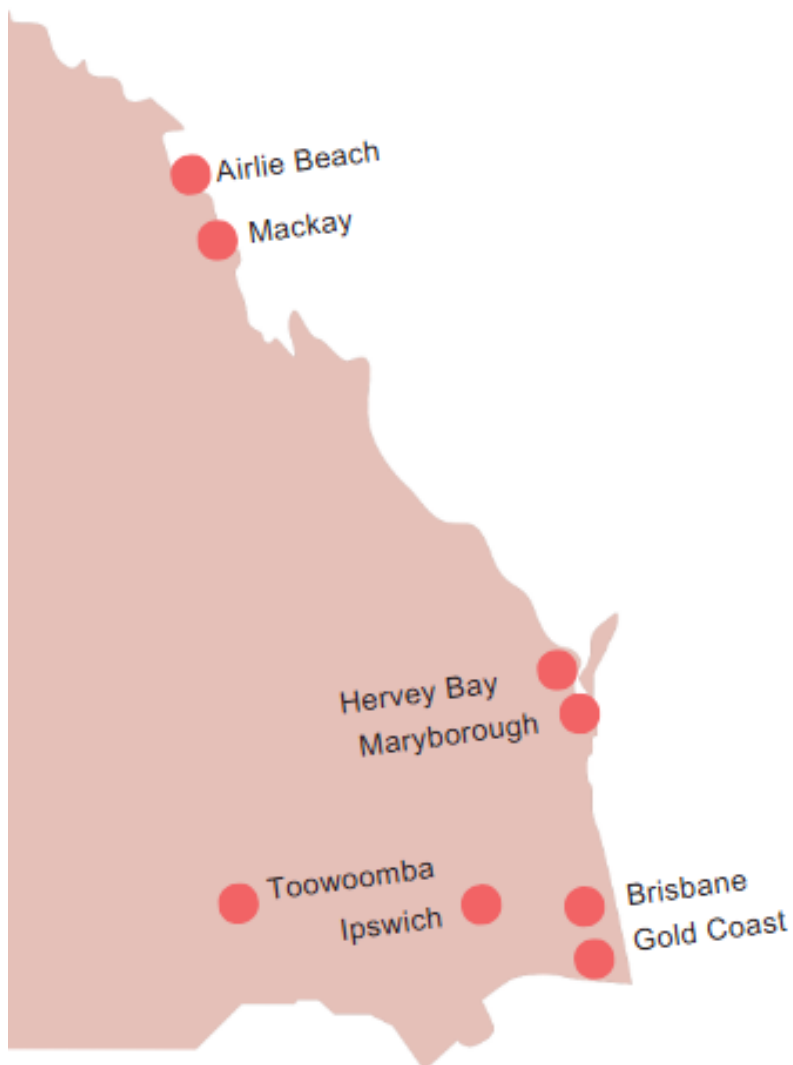 Airlie Beach
Mackay
Hervey Bay
Maryborough
Toowoomba
Ipswich
Brisbane
Gold Coast